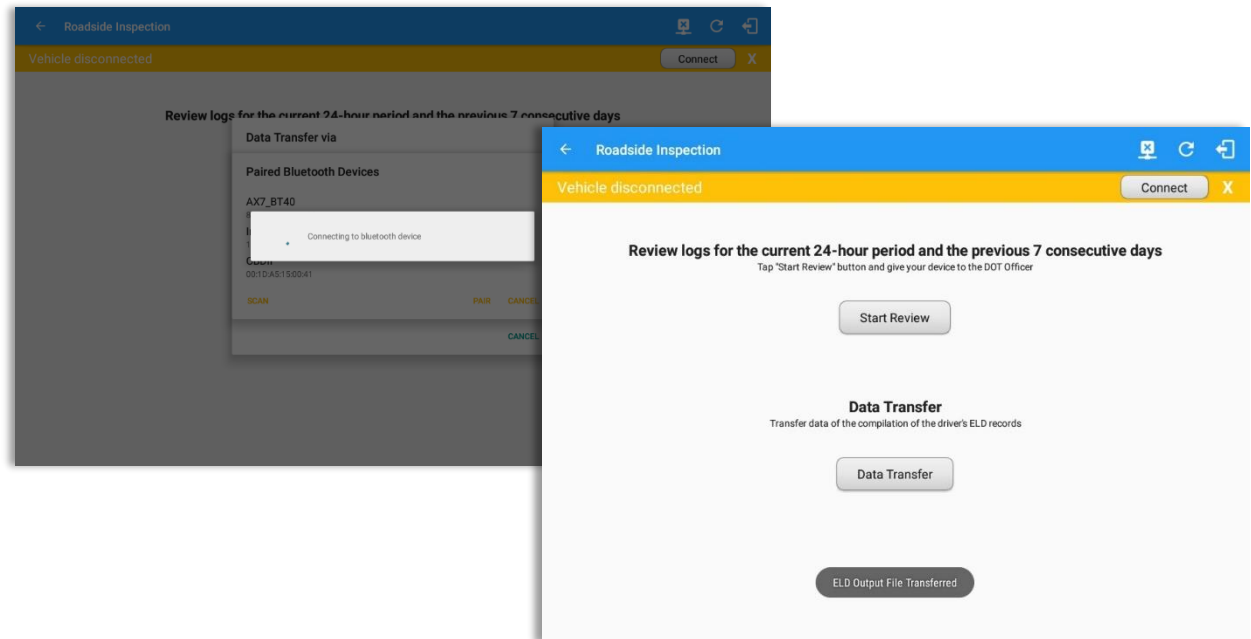 Roadside Inspection
Vehicle disconnected
Connect
X
Review logs for the current 24-hour period and the previous 7 consecutive days
Data Transfer via
Paired Bluetooth Devices
AX7_BT40
Connecting to bluetooth device
00:1D:A5:15:00:41
SCAN
PAIR
CANCEL
CANCEL
Roadside Inspection
Vehicle disconnected
Connect
X
Review logs for the current 24-hour period and the previous 7 consecutive days
Tap "Start Review" button and give your device to the DOT Officer
Start Review
Data Transfer
Transfer data of the compilation of the driver's ELD records
Data Transfer
ELD Output File Transferred